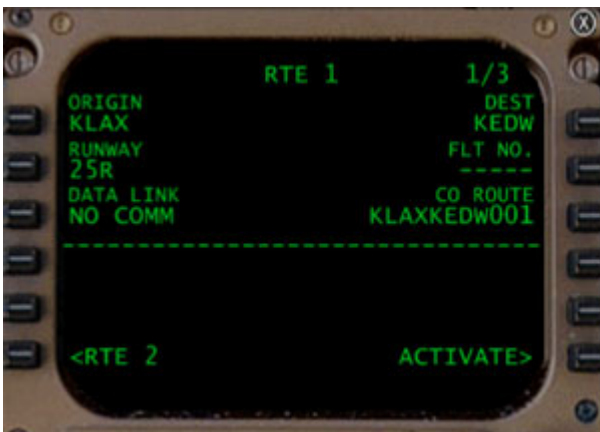 X
RTE 1 1/3
ORIGIN DEST
KLAX KEDW
RUNWAY FLT NO.
25R -----
DATA LINK CO ROUTE
NO COMM KLAXKEDW001
----------------------------------------
<RTE 2 ACTIVATE>